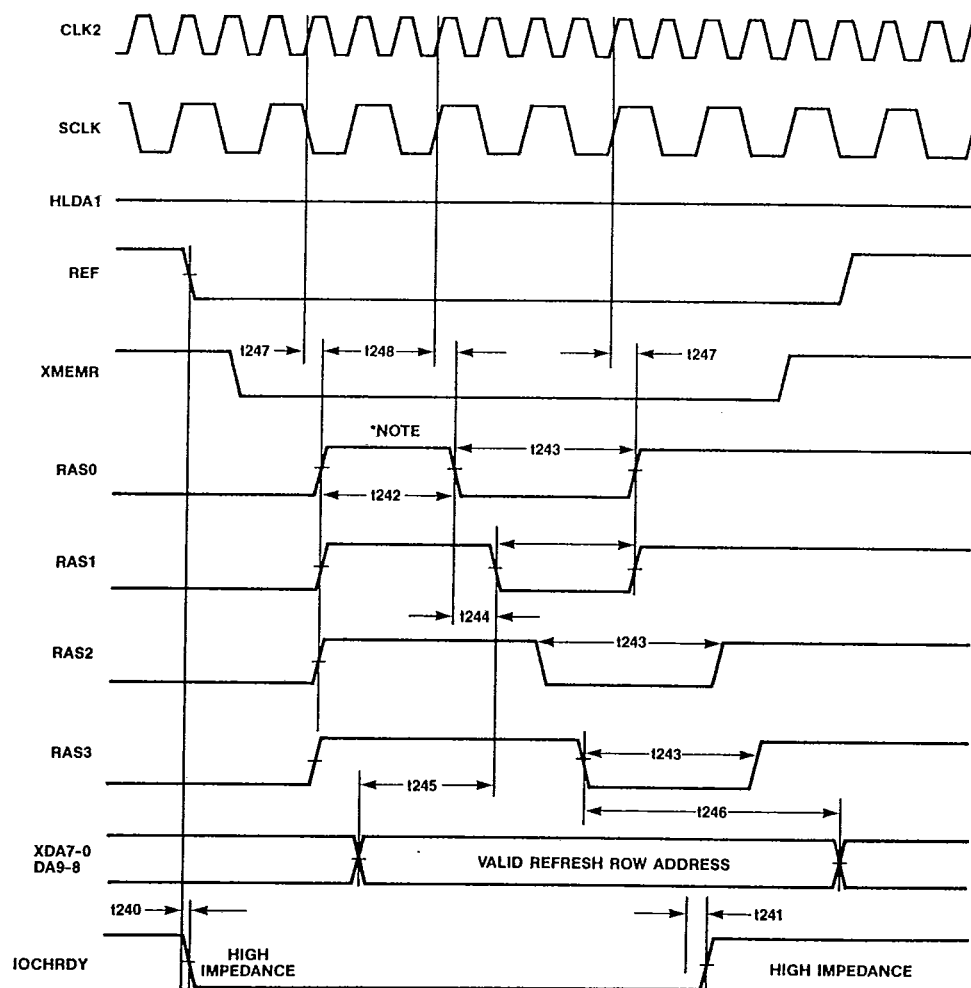 CLK2
SCLK
HLDA1
REF
t247 t248 t247
XMEMR
*NOTE
RAS0 t243
t242
RAS1
t244
RAS2 t243
RAS3 t243
t245 t246
XDA7-0
DA9-8
VALID REFRESH ROW ADDRESS
t240 t241
IOCHRDY
HIGH
IMPEDANCE
HIGH IMPEDANCE